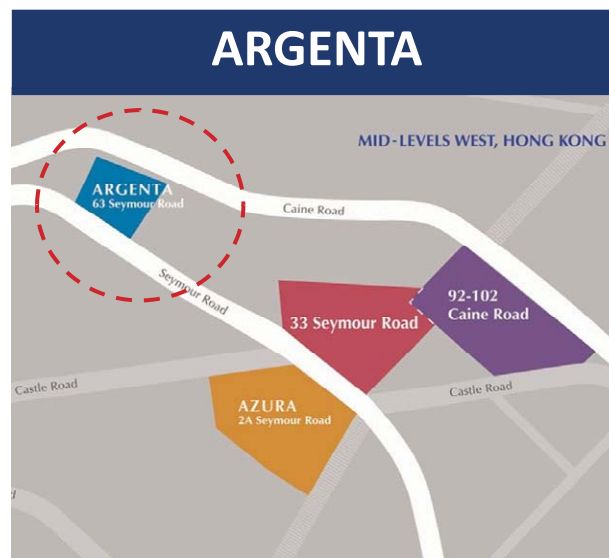 ARGENTA
MID-LEVELS WEST, HONG KONG
ARGENTA
63 Seymour Road
Caine Road
Seymour Road
92-102
Caine Road
33 Seymour Road
Castle Road
Castle Road
AZURA
2A Seymour Road